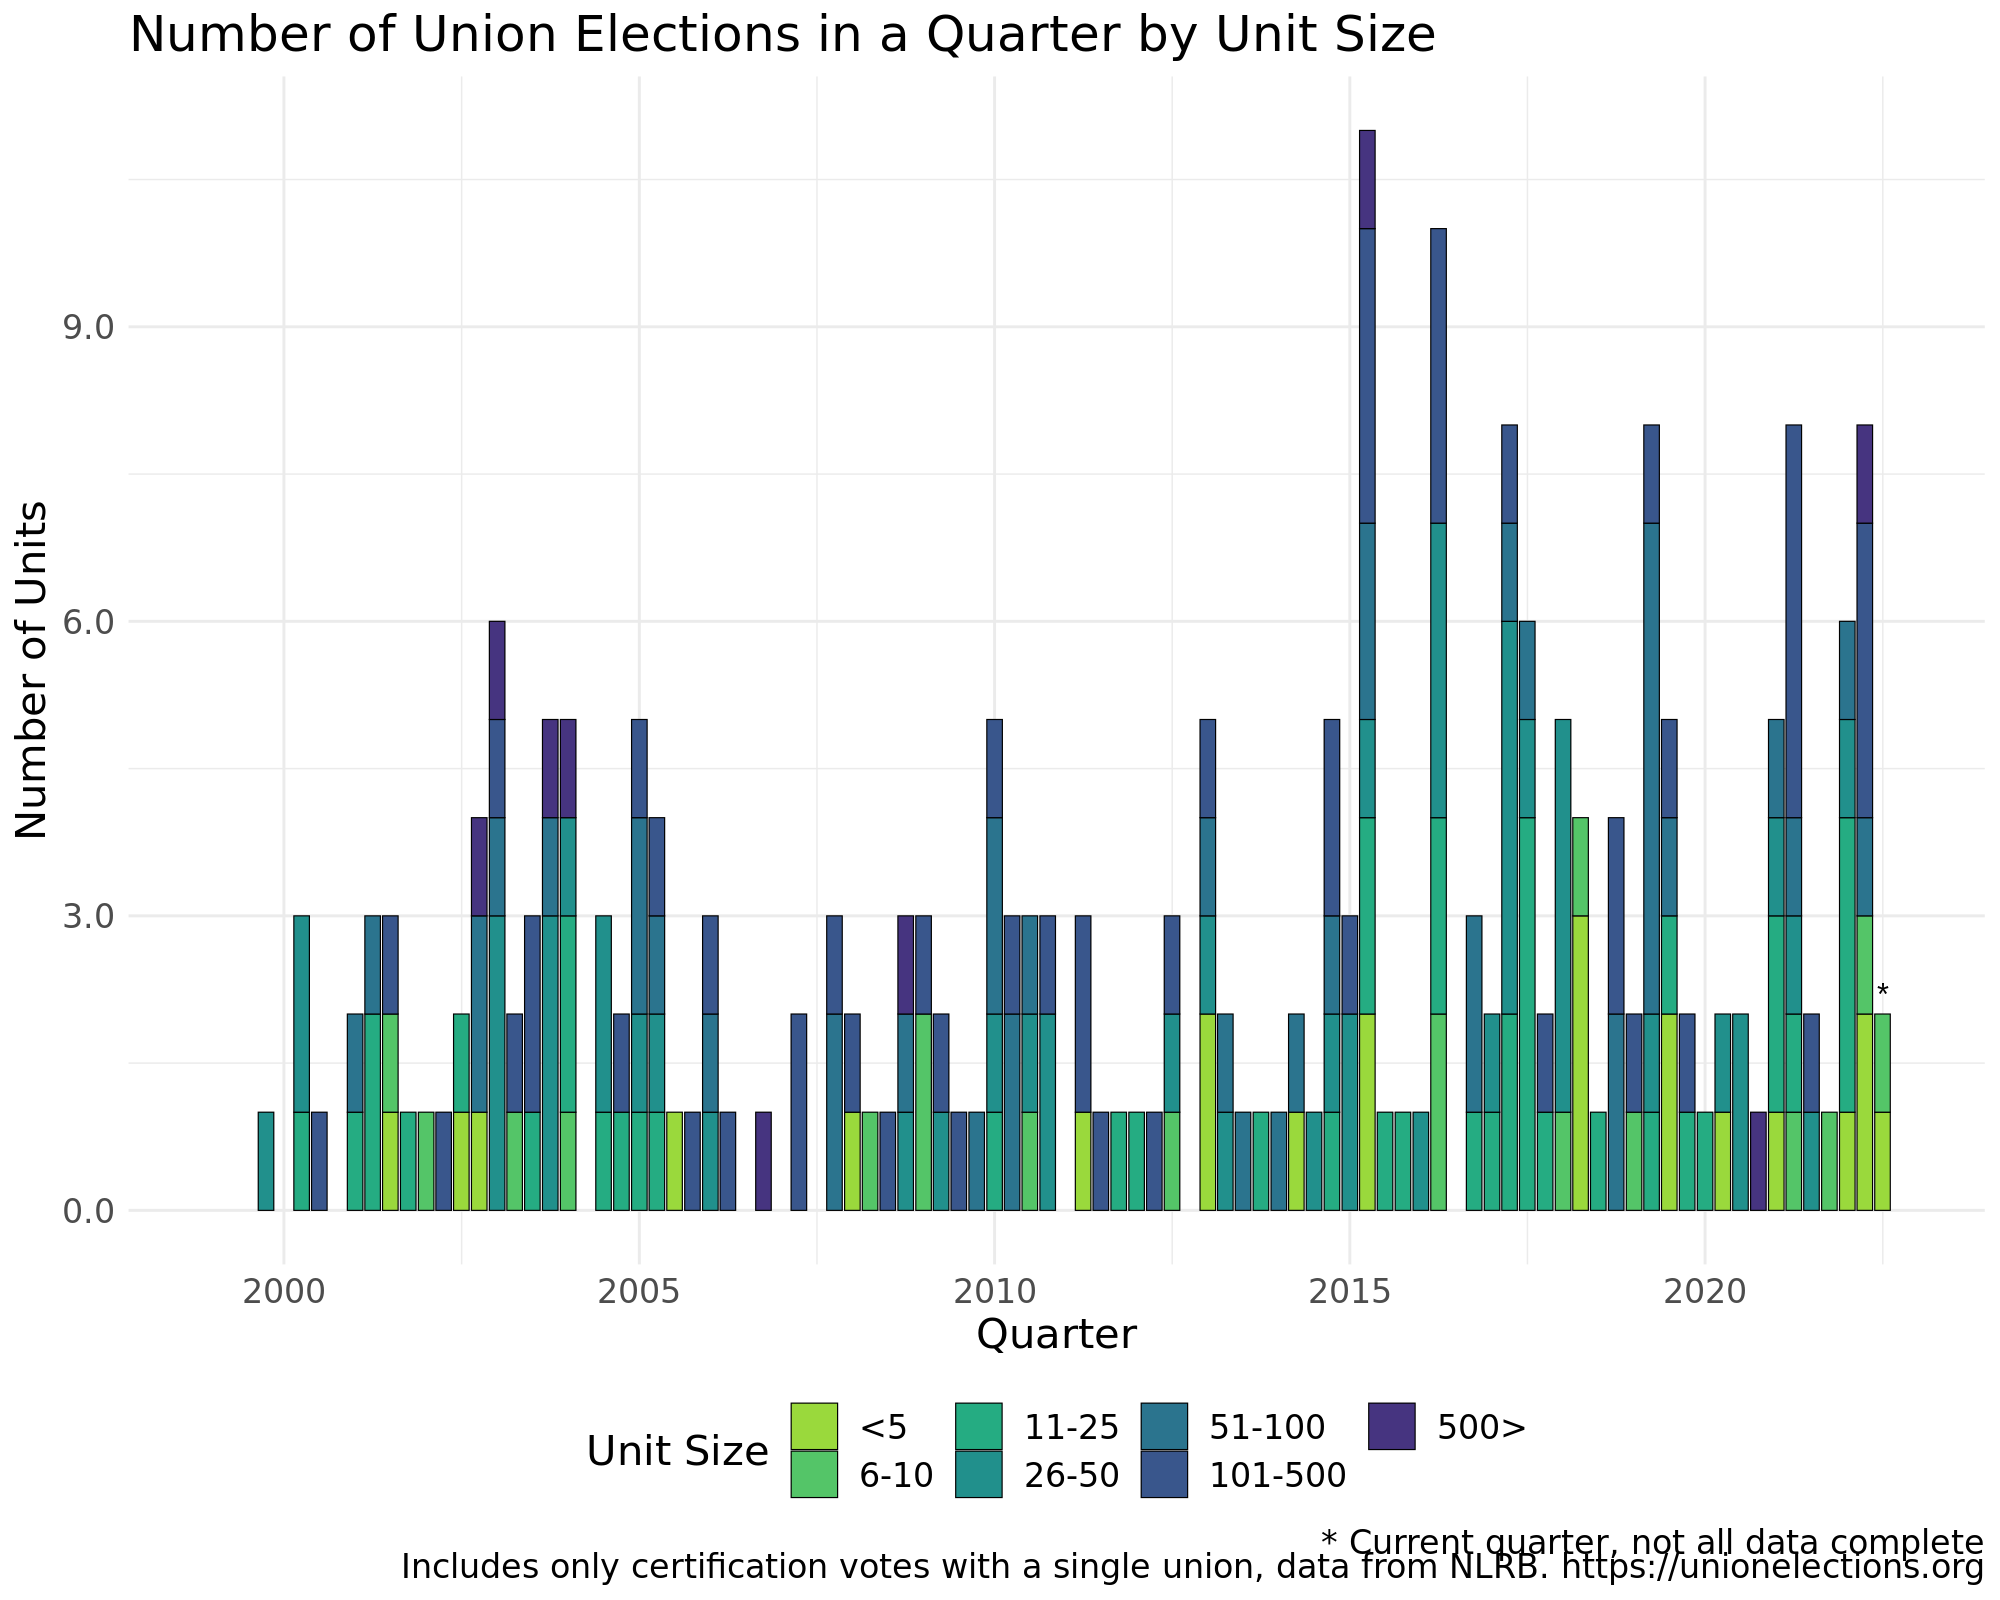 Number of Union Elections in a Quarter by Unit Size
Number of Units
9.0
6.0
3.0
0.0
*
2000 2005 2010 2015 2020
Quarter
Unit Size
<5 11-25 51-100 500>
6-10 26-50 101-500
* Current quarter, not all data complete
Includes only certification votes with a single union, data from NLRB. https://unionelections.org